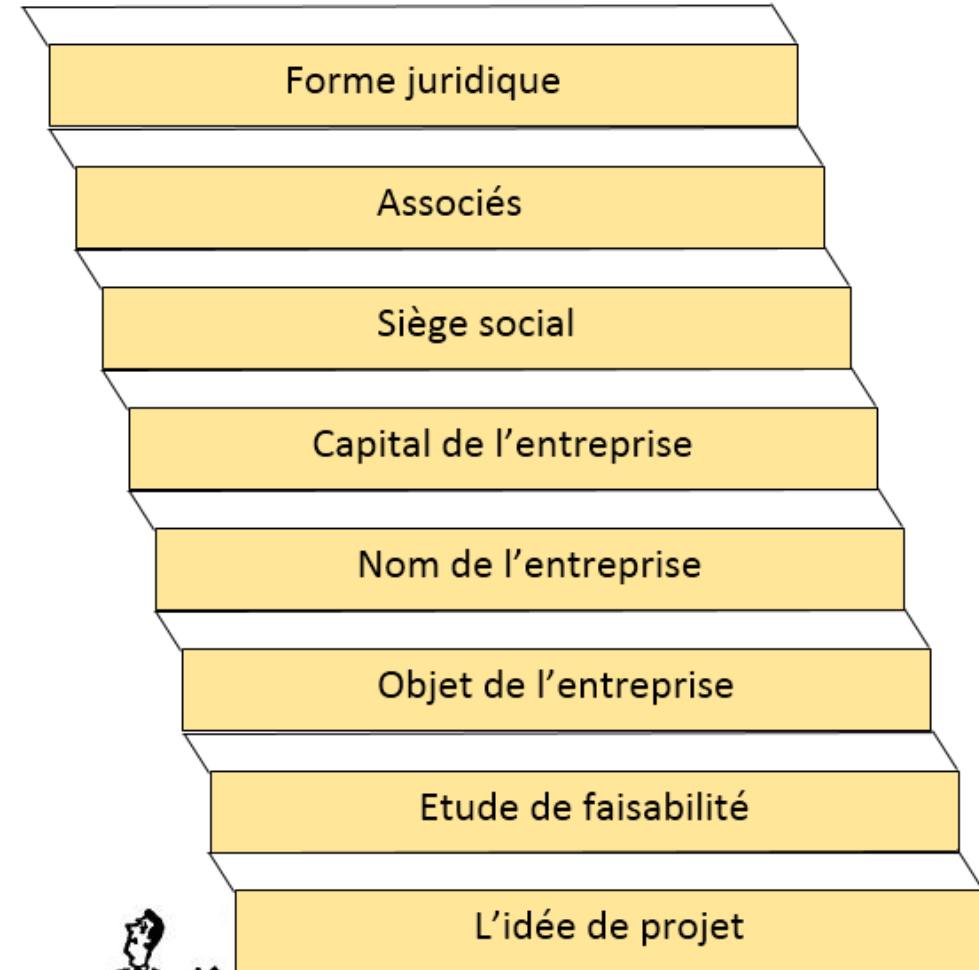 Forme juridique
Associés
Siège social
Capital de l’entreprise
Nom de l’entreprise
Objet de l’entreprise
Etude de faisabilité
L’idée de projet